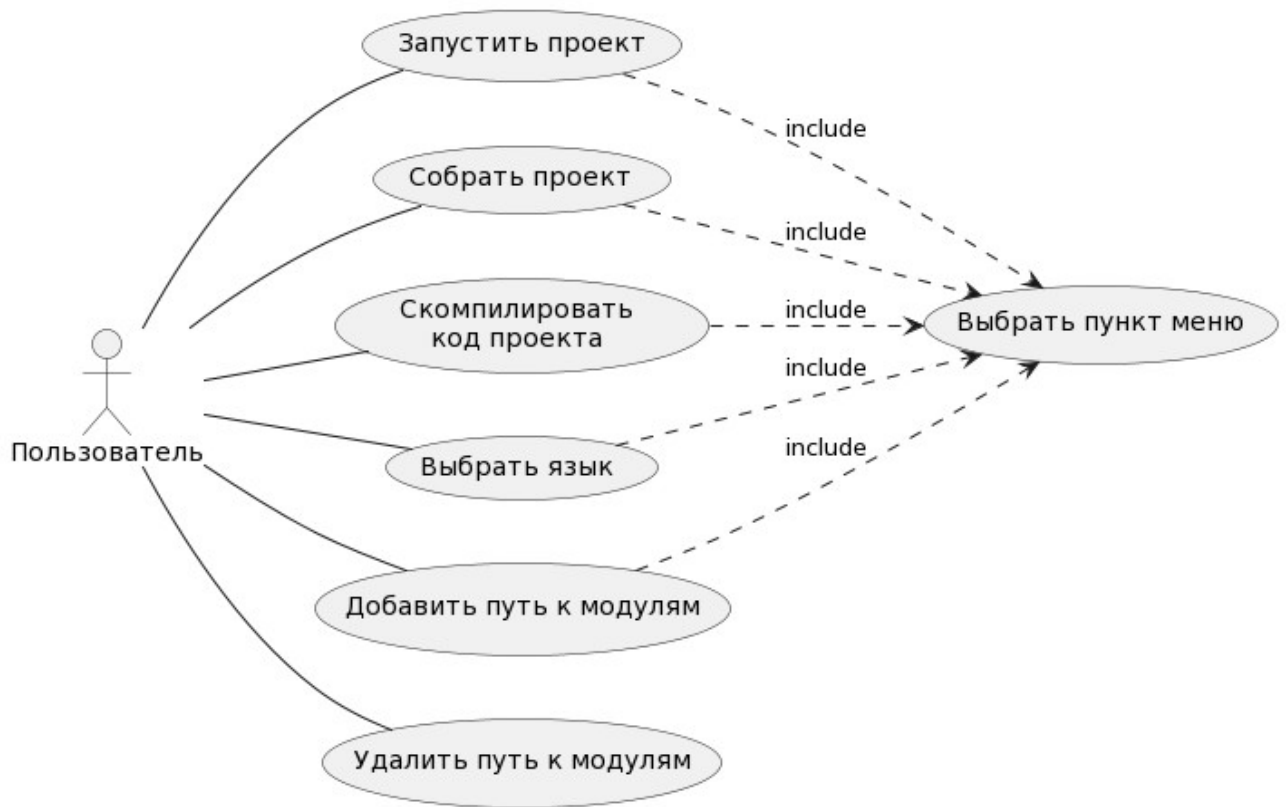 Запустить проект
include
Собрать проект
include
Скомпилировать
код проекта
include
Выбрать пункт меню
include
Пользователь
Выбрать язык
include
Добавить путь к модулям
Удалить путь к модулям